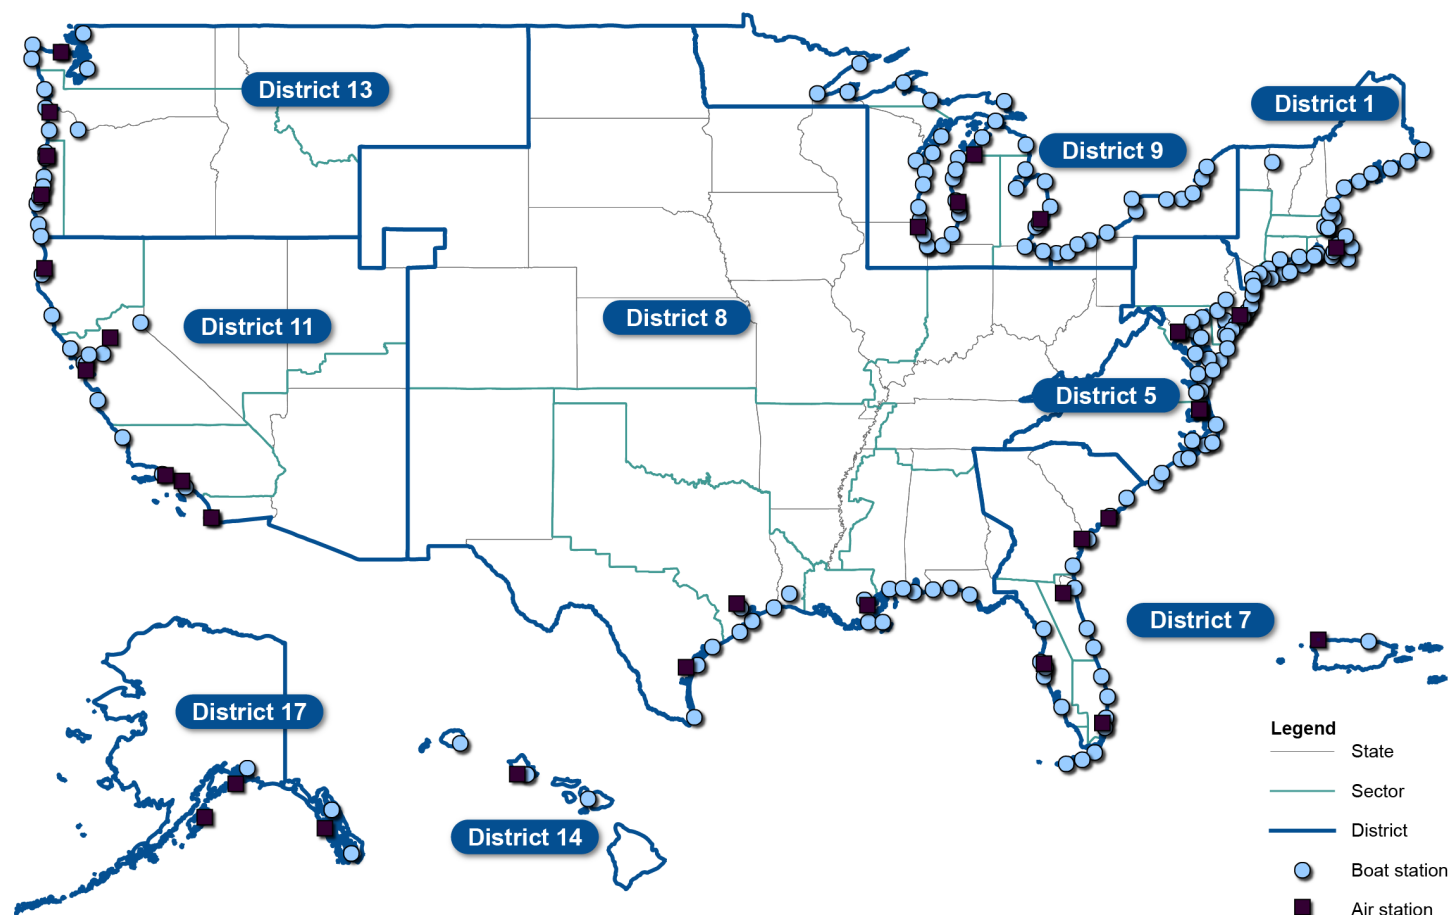 District 13
District 1
District 9
District 11
District 8
District 5
District 7
District 17
District 14
Legend
State
Sector
District
Boat station
Air station